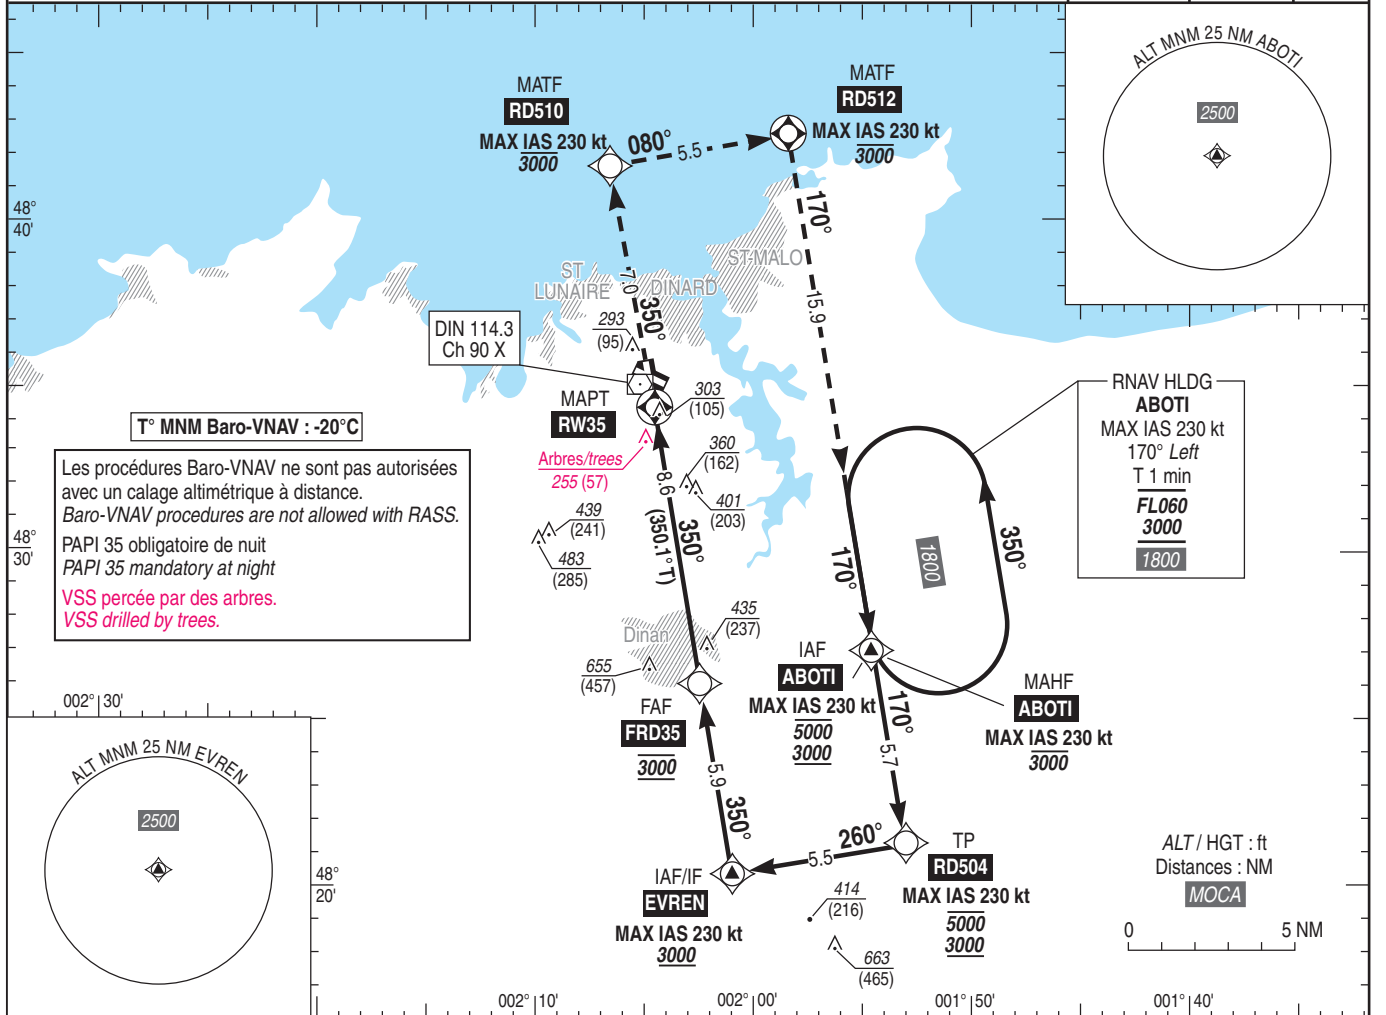 ALT MNM 25 NM ABOTI
2500
MATF
RD510
MAX IAS 230 kt
3000
MATF
RD512
MAX IAS 230 kt
3000
080°
5.5
48°
40'
170°
15.9
ST-MALO
ST
LUNAIRE
DINARD
7.0
350°
293
(95)
DIN 114.3
Ch 90 X
MAPT
RW35
303
(105)
Arbres/trees
255 (57)
360
(162)
401
(203)
439
(241)
483
(285)
8.6
(350.1° T)
350°
T° MNM Baro-VNAV : -20°C
Les procédures Baro-VNAV ne sont pas autorisées
avec un calage altimétrique à distance.
Baro-VNAV procedures are not allowed with RASS.
PAPI 35 obligatoire de nuit
PAPI 35 mandatory at night
VSS percée par des arbres.
VSS drilled by trees.
48°
30'
RNAV HLDG
ABOTI
MAX IAS 230 kt
170° Left
T 1 min
FL060
3000
1800
1800
350°
170°
Dinan
435
(237)
655
(457)
IAF
ABOTI
MAX IAS 230 kt
5000
3000
MAHF
ABOTI
MAX IAS 230 kt
3000
170°
5.7
FAF
FRD35
3000
5.9
350°
002° 30'
ALT MNM 25 NM EVREN
2500
48°
20'
IAF/IF
EVREN
MAX IAS 230 kt
3000
260°
5.5
TP
RD504
MAX IAS 230 kt
5000
3000
414
(216)
663
(465)
ALT / HGT : ft
Distances : NM
MOCA
0 5 NM
002° 10' 002° 00' 001° 50' 001° 40'